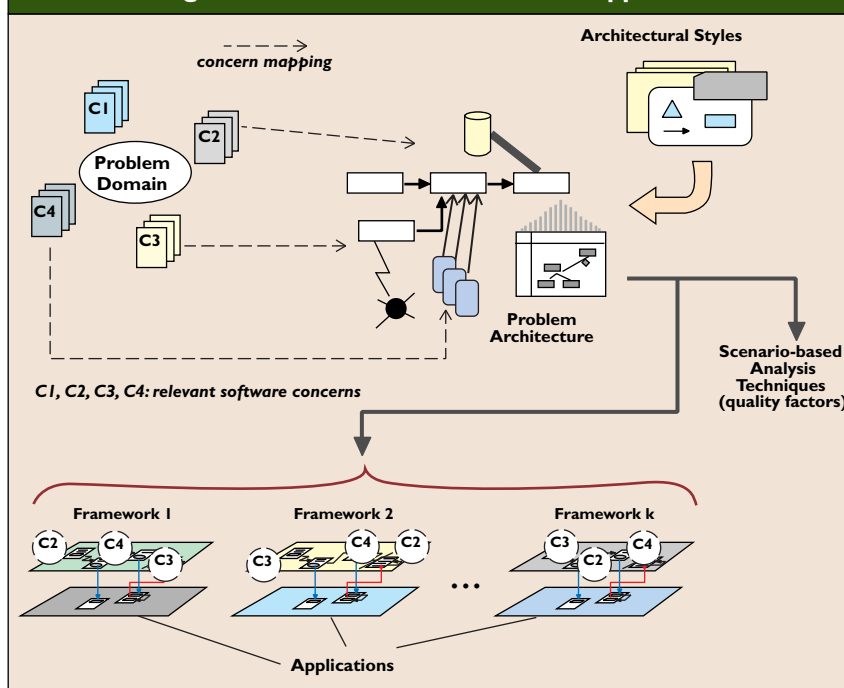 Architectural Styles
concern mapping
C1
C2
Problem
Domain
C4
C3
Problem
Architecture
Scenario-based
Analysis
Techniques
(quality factors)
C1, C2, C3, C4: relevant software concerns
Framework 1
Framework 2
Framework k
C2
C4
C3
C3
C4
C2
C3
C2
C4
...
Applications